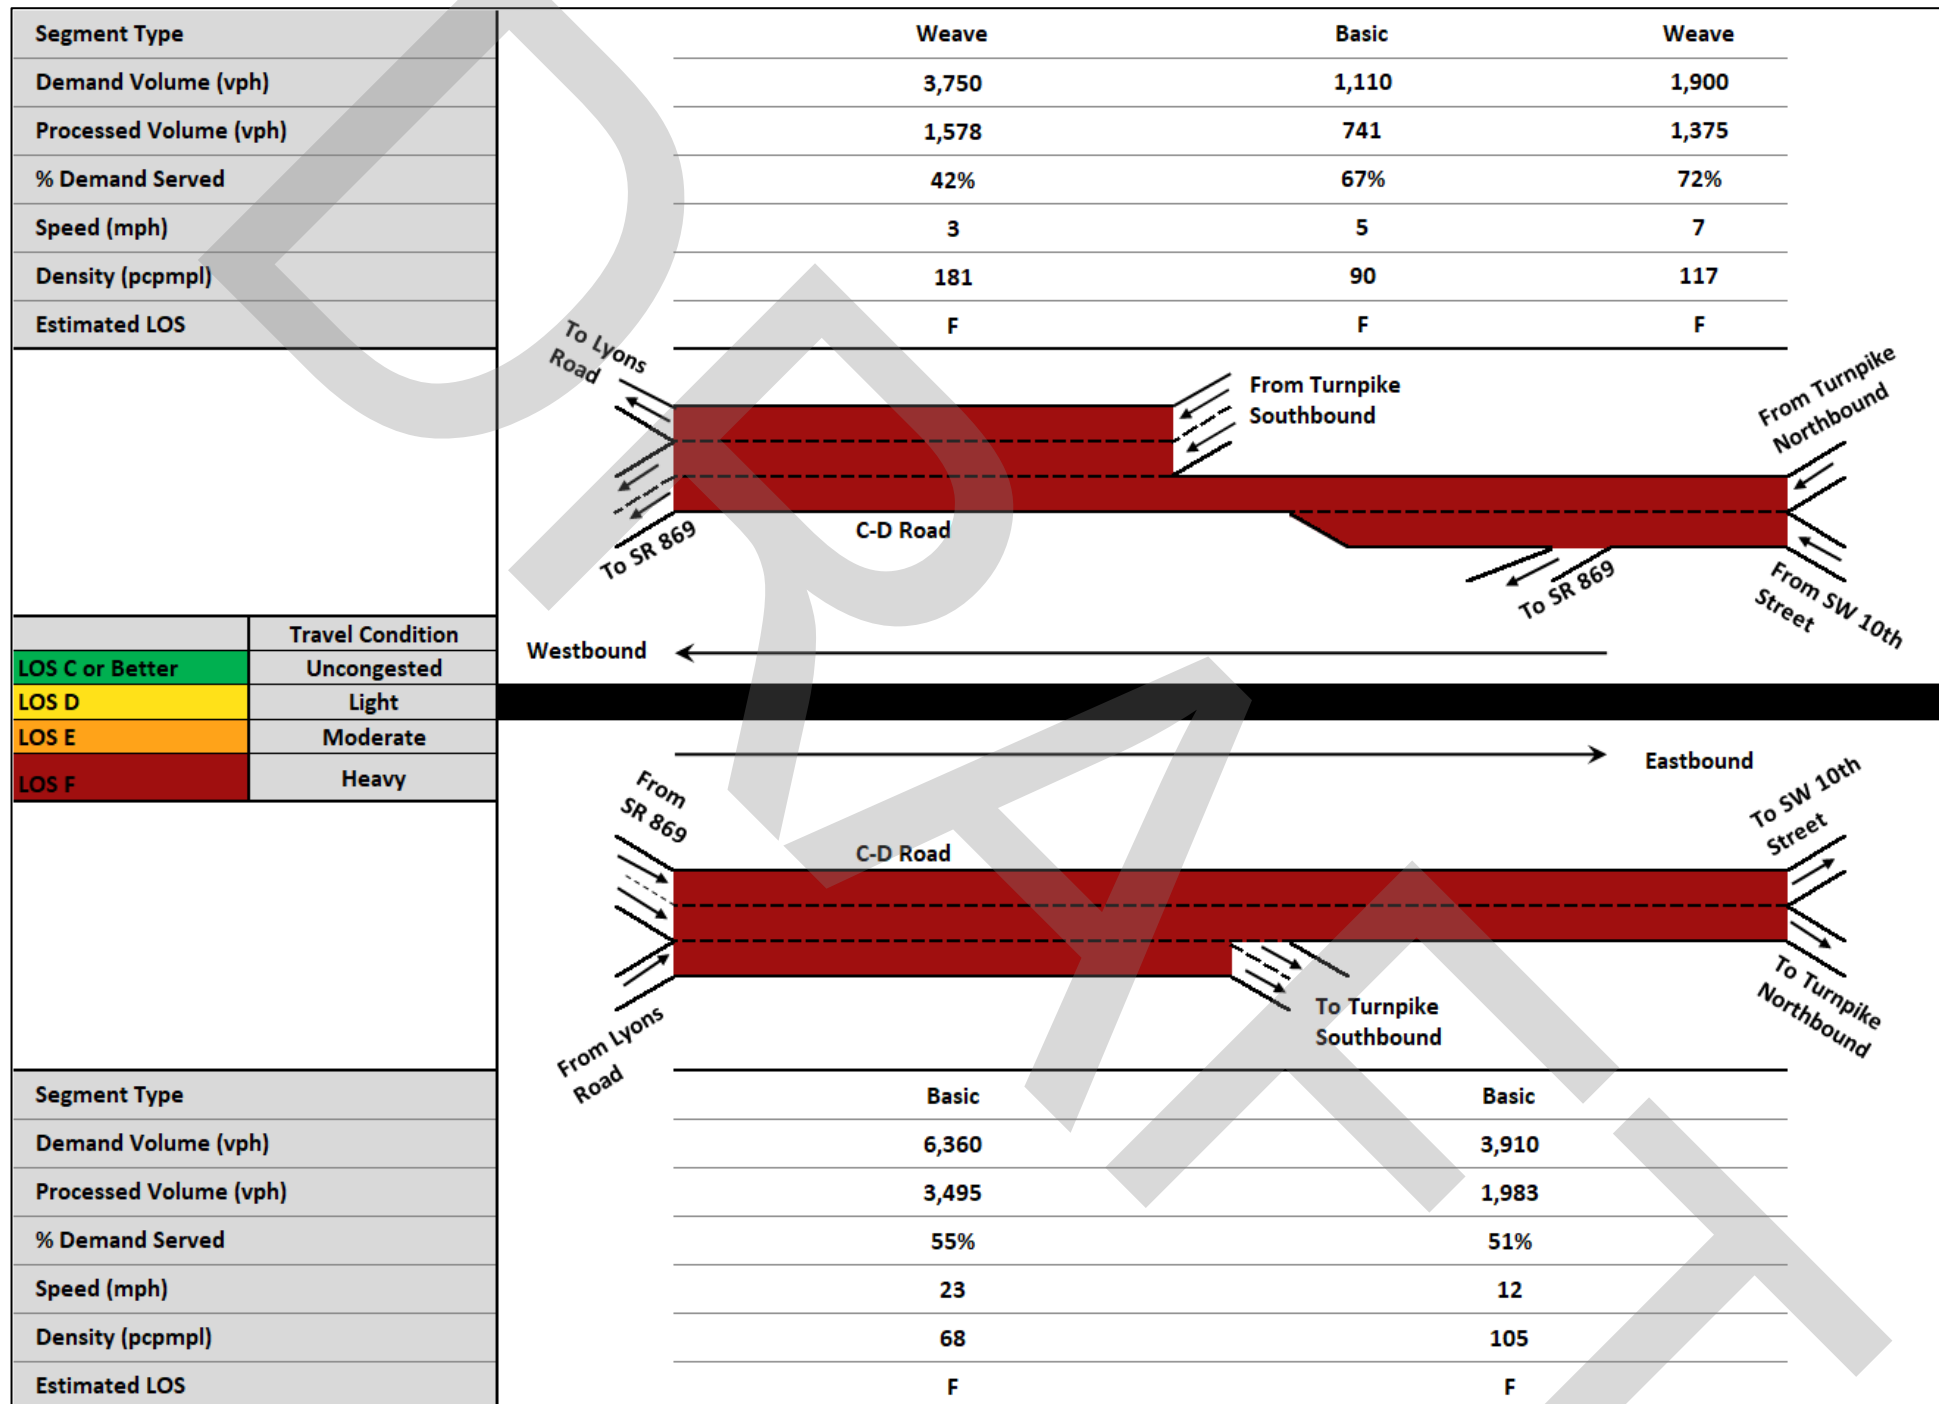 Segment Type Weave Basic Weave
Demand Volume (vph) 3,750 1,110 1,900
Processed Volume (vph) 1,578 741 1,375
% Demand Served 42% 67% 72%
Speed (mph) 3 5 7
Density (pcpmpl) 181 90 117
Estimated LOS F F F
To Lyons
Road
From Turnpike
Southbound
From Turnpike
Northbound
C-D Road
To SR 869
To SR 869
From SW 10th
Street
Travel Condition
LOS C or Better Uncongested
LOS D Light
LOS E Moderate
LOS F Heavy
Westbound
Eastbound
From
SR 869
C-D Road
To SW 10th
Street
From Lyons
Road
To Turnpike
Southbound
To Turnpike
Northbound
Segment Type Basic Basic
Demand Volume (vph) 6,360 3,910
Processed Volume (vph) 3,495 1,983
% Demand Served 55% 51%
Speed (mph) 23 12
Density (pcpmpl) 68 105
Estimated LOS F F
DRAFT